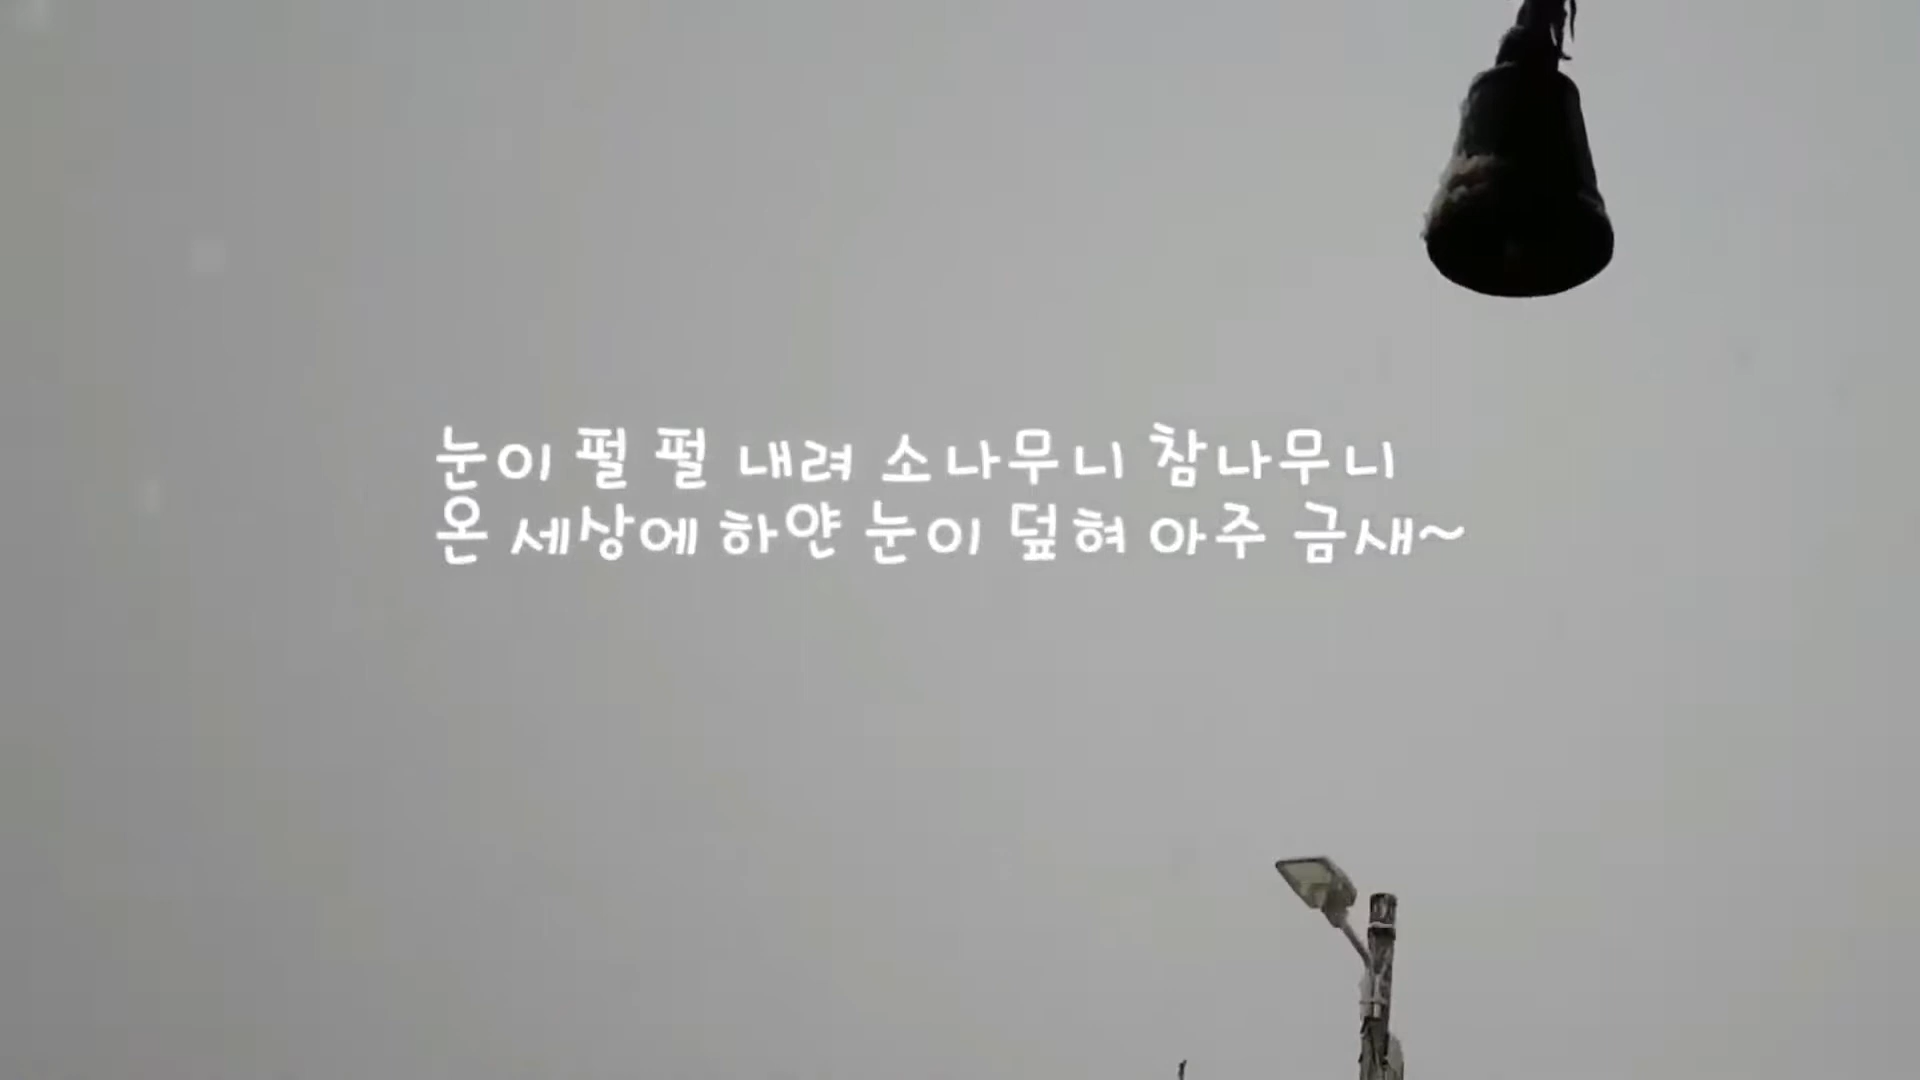 눈이 펄 펄 내려 소나무니 참나무니
온 세상에 하얀 눈이 덮혀 아주 금새~